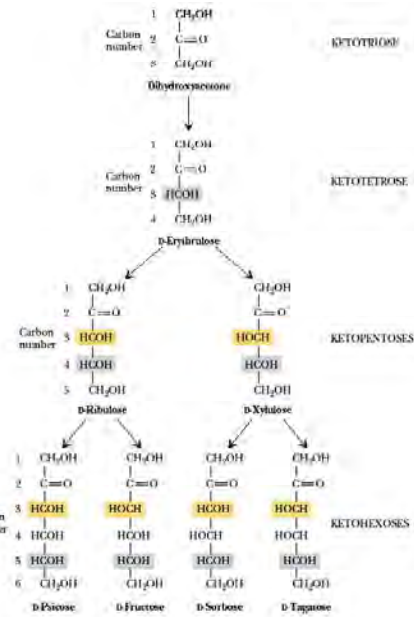 1 CH₂OH
Carbon number 2 C=O KETOTRIOSE
3 CH₂OH
Dihydroxyacetone
1 CH₂OH
2 C=O
Carbon number 3 HCOH KETOTETROSE
4 CH₂OH
D-Erythrulose
1 CH₂OH CH₂OH
2 C=O C=O
Carbon number 3 HCOH HOCH KETOPENTOSES
4 HCOH HCOH
5 CH₂OH CH₂OH
D-Ribulose D-Xylulose
1 CH₂OH CH₂OH CH₂OH CH₂OH
2 C=O C=O C=O C=O
3 HCOH HOCH HCOH HOCH KETOHEXOSES
4 HCOH HCOH HOCH HOCH
5 HCOH HCOH HCOH HCOH
6 CH₂OH CH₂OH CH₂OH CH₂OH
D-Psicose D-Fructose D-Sorbose D-Tagatose